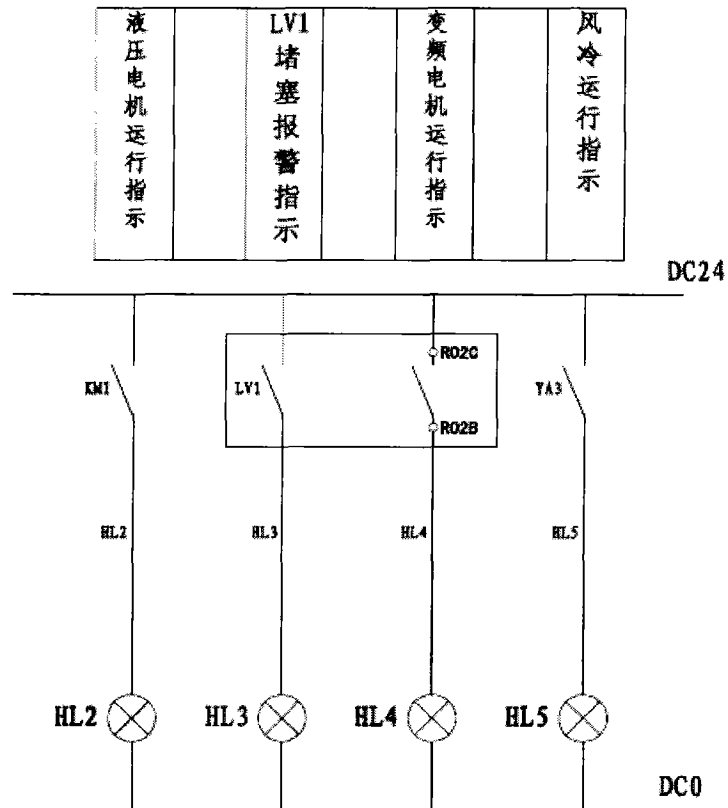 液压电机运行指示
LV1堵塞报警指示
变频电机运行指示
风冷运行指示
DC24
RO2C
KM1
LV1
YA3
RO2B
HL2
HL3
HL4
HL5
HL2
HL3
HL4
HL5
DC0